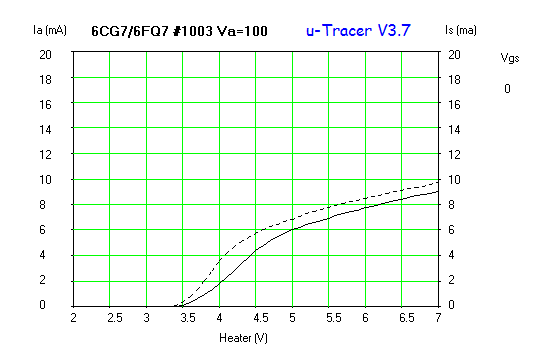 Ia (mA) 6CG7/6FQ7 #1003 Va=100 u-Tracer V3.7 Is (ma)
20 20 Vgs
18 18
0
16 16
14 14
12 12
10 10
8 8
6 6
4 4
2 2
0 0
2 2.5 3 3.5 4 4.5 5 5.5 6 6.5 7
Heater (V)